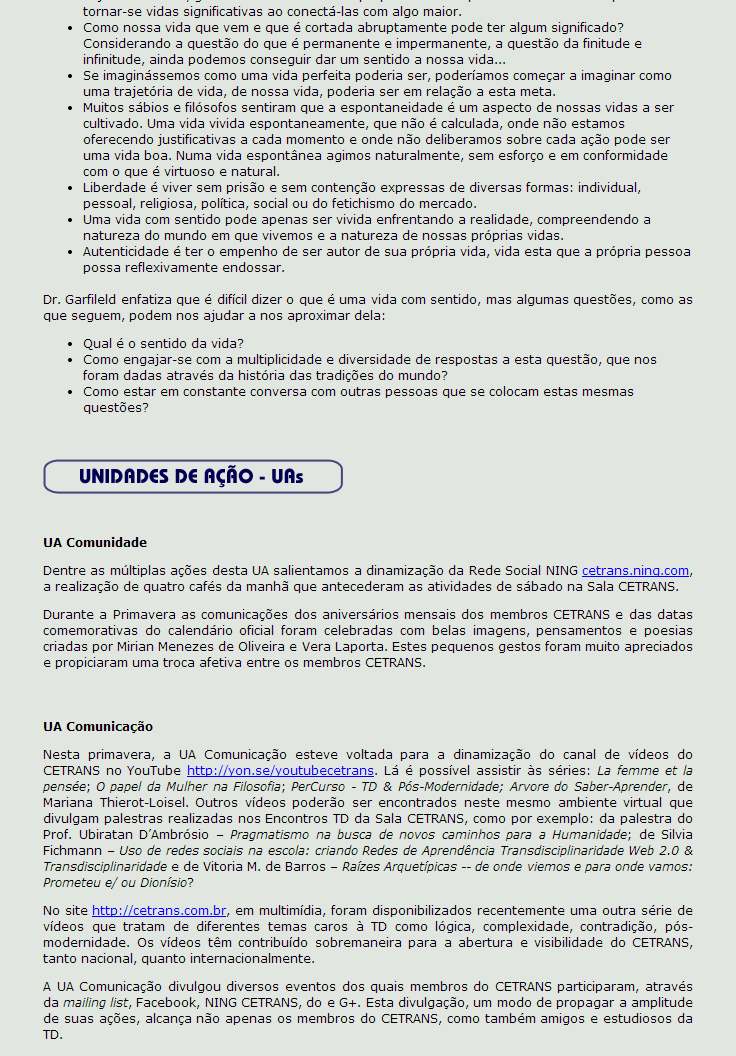 tornar-se vidas significativas ao conectá-las com algo maior.
• Como nossa vida que vem e que é cortada abruptamente pode ter algum significado?
Considerando a questão do que é permanente e impermanente, a questão da finitude e
infinitude, ainda podemos conseguir dar um sentido a nossa vida...
• Se imaginássemos como uma vida perfeita poderia ser, poderíamos começar a imaginar como
uma trajetória de vida, de nossa vida, poderia ser em relação a esta meta.
• Muitos sábios e filósofos sentiram que a espontaneidade é um aspecto de nossas vidas a ser
cultivado. Uma vida vivida espontaneamente, que não é calculada, onde não estamos
oferecendo justificativas a cada momento e onde não deliberamos sobre cada ação pode ser
uma vida boa. Numa vida espontânea agimos naturalmente, sem esforço e em conformidade
com o que é virtuoso e natural.
• Liberdade é viver sem prisão e sem contenção expressas de diversas formas: individual,
pessoal, religiosa, política, social ou do fetichismo do mercado.
• Uma vida com sentido pode apenas ser vivida enfrentando a realidade, compreendendo a
natureza do mundo em que vivemos e a natureza de nossas próprias vidas.
• Autenticidade é ter o empenho de ser autor de sua própria vida, vida esta que a própria pessoa
possa reflexivamente endossar.
Dr. Garfileld enfatiza que é difícil dizer o que é uma vida com sentido, mas algumas questões, como as
que seguem, podem nos ajudar a nos aproximar dela:
• Qual é o sentido da vida?
• Como engajar-se com a multiplicidade e diversidade de respostas a esta questão, que nos
foram dadas através da história das tradições do mundo?
• Como estar em constante conversa com outras pessoas que se colocam estas mesmas
questões?
UNIDADES DE AÇÃO - UAs
UA Comunidade
Dentre as múltiplas ações desta UA salientamos a dinamização da Rede Social NING cetrans.ning.com,
a realização de quatro cafés da manhã que antecederam as atividades de sábado na Sala CETRANS.
Durante a Primavera as comunicações dos aniversários mensais dos membros CETRANS e das datas
comemorativas do calendário oficial foram celebradas com belas imagens, pensamentos e poesias
criadas por Mirian Menezes de Oliveira e Vera Laporta. Estes pequenos gestos foram muito apreciados
e propiciaram uma troca afetiva entre os membros CETRANS.
UA Comunicação
Nesta primavera, a UA Comunicação esteve voltada para a dinamização do canal de vídeos do
CETRANS no YouTube http://yon.se/youtubecetrans. Lá é possível assistir às séries: La femme et la
pensée; O papel da Mulher na Filosofia; PerCurso - TD & Pós-Modernidade; Arvore do Saber-Aprender, de
Mariana Thierot-Loisel. Outros vídeos poderão ser encontrados neste mesmo ambiente virtual que
divulgam palestras realizadas nos Encontros TD da Sala CETRANS, como por exemplo: da palestra do
Prof. Ubiratan D´Ambrósio – Pragmatismo na busca de novos caminhos para a Humanidade; de Silvia
Fichmann – Uso de redes sociais na escola: criando Redes de Aprendência Transdisciplinaridade Web 2.0 &
Transdisciplinaridade e de Vitoria M. de Barros – Raízes Arquetípicas -- de onde viemos e para onde vamos:
Prometeu e/ ou Dionísio?
No site http://cetrans.com.br, em multimídia, foram disponibilizados recentemente uma outra série de
vídeos que tratam de diferentes temas caros à TD como lógica, complexidade, contradição, pós-
modernidade. Os vídeos têm contribuído sobremaneira para a abertura e visibilidade do CETRANS,
tanto nacional, quanto internacionalmente.
A UA Comunicação divulgou diversos eventos dos quais membros do CETRANS participaram, através
da mailing list, Facebook, NING CETRANS, do e G+. Esta divulgação, um modo de propagar a amplitude
de suas ações, alcança não apenas os membros do CETRANS, como também amigos e estudiosos da
TD.